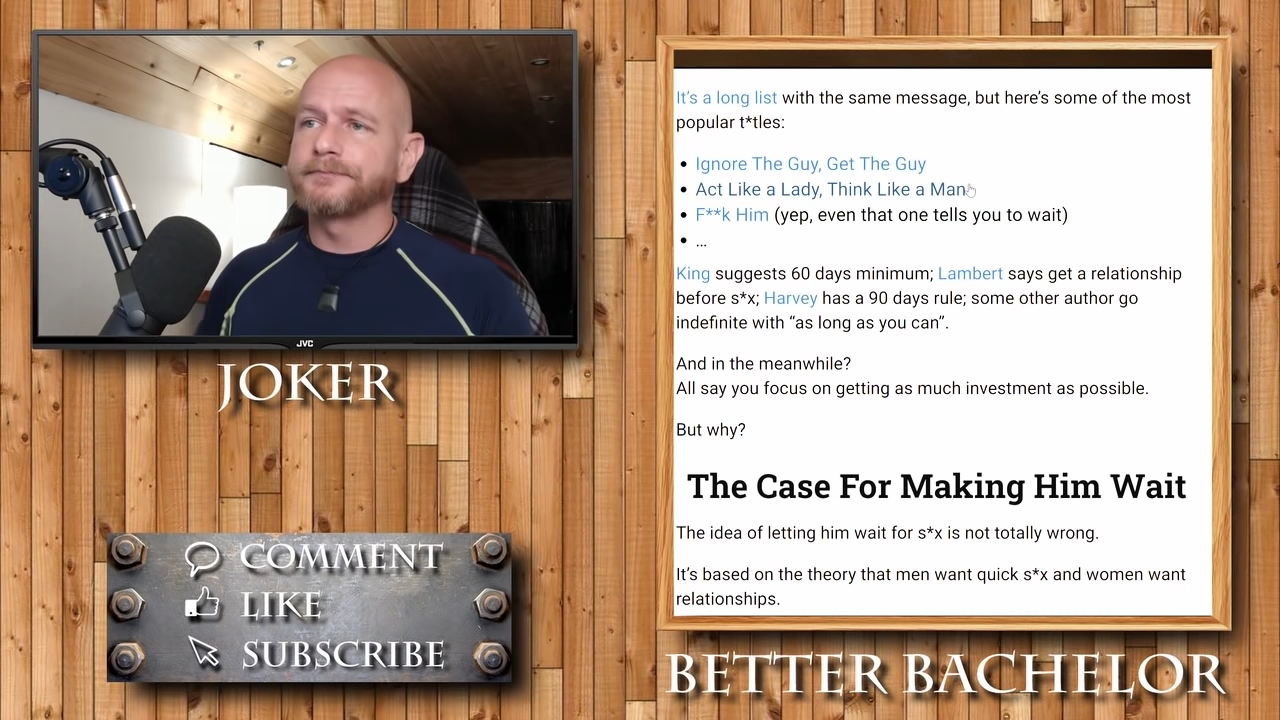 JVC
JOKER
COMMENT
LIKE
SUBSCRIBE
It's a long list with the same message, but here's some of the most
popular t*tles:
• Ignore The Guy, Get The Guy
• Act Like a Lady, Think Like a Man
• F**k Him (yep, even that one tells you to wait)
• ...
King suggests 60 days minimum; Lambert says get a relationship
before s*x; Harvey has a 90 days rule; some other author go
indefinite with “as long as you can”.
And in the meanwhile?
All say you focus on getting as much investment as possible.
But why?
The Case For Making Him Wait
The idea of letting him wait for s*x is not totally wrong.
It's based on the theory that men want quick s*x and women want
relationships.
BETTER BACHELOR